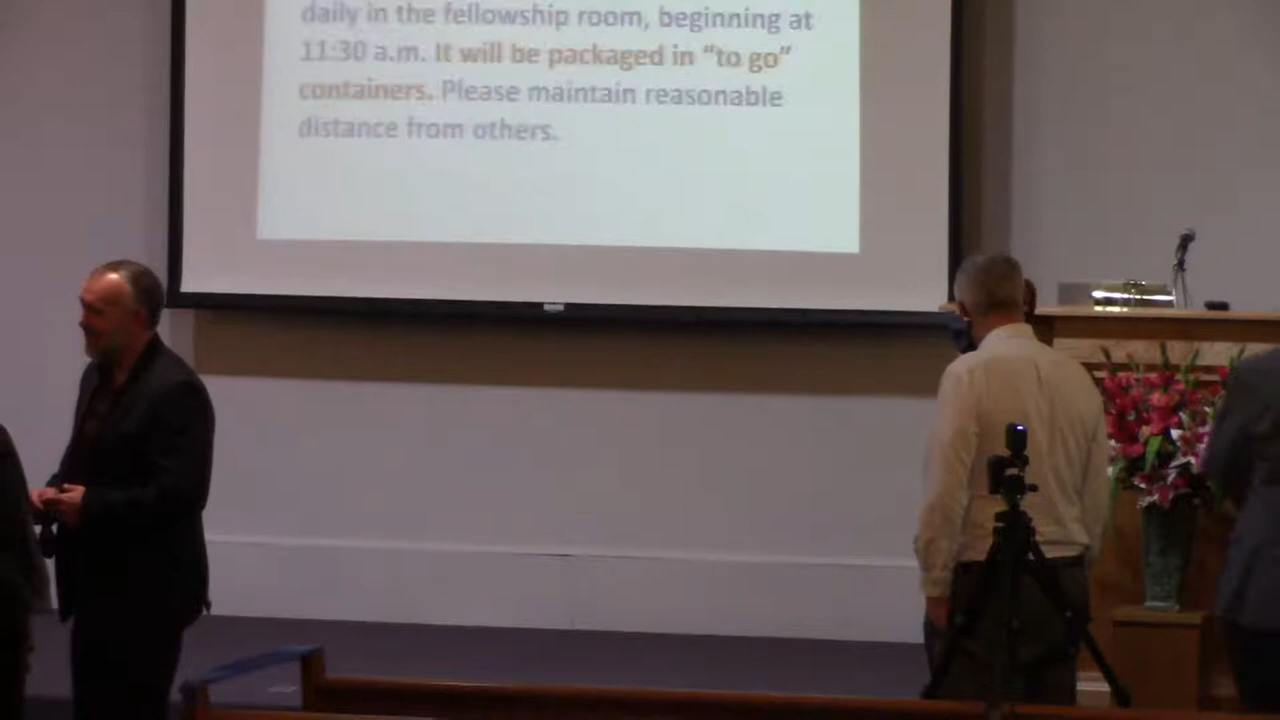 daily in the fellowship room, beginning at
11:30 a.m. It will be packaged in “to go”
containers. Please maintain reasonable
distance from others.